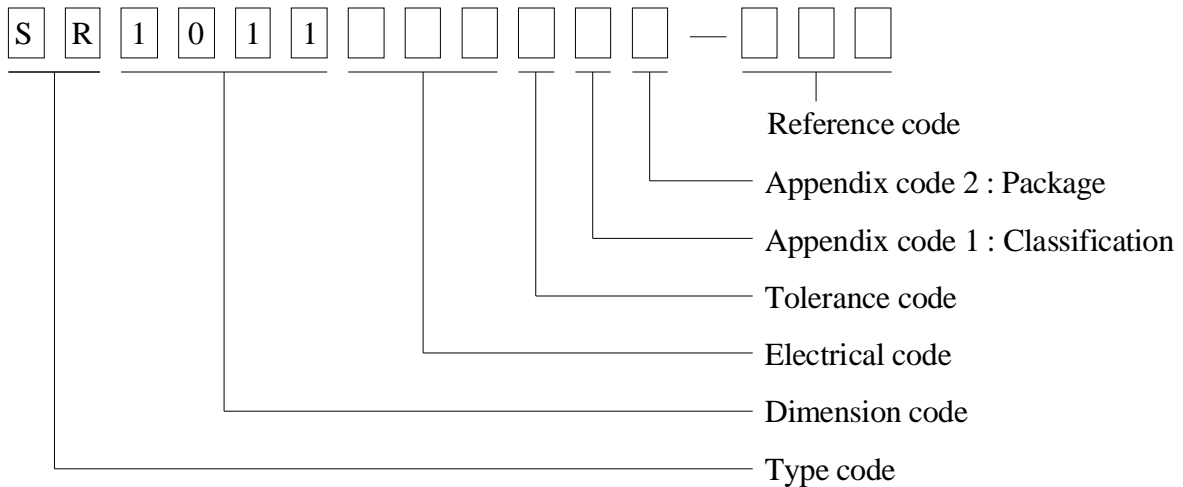 S R 1 0 1 1 —
Reference code
Appendix code 2 : Package
Appendix code 1 : Classification
Tolerance code
Electrical code
Dimension code
Type code